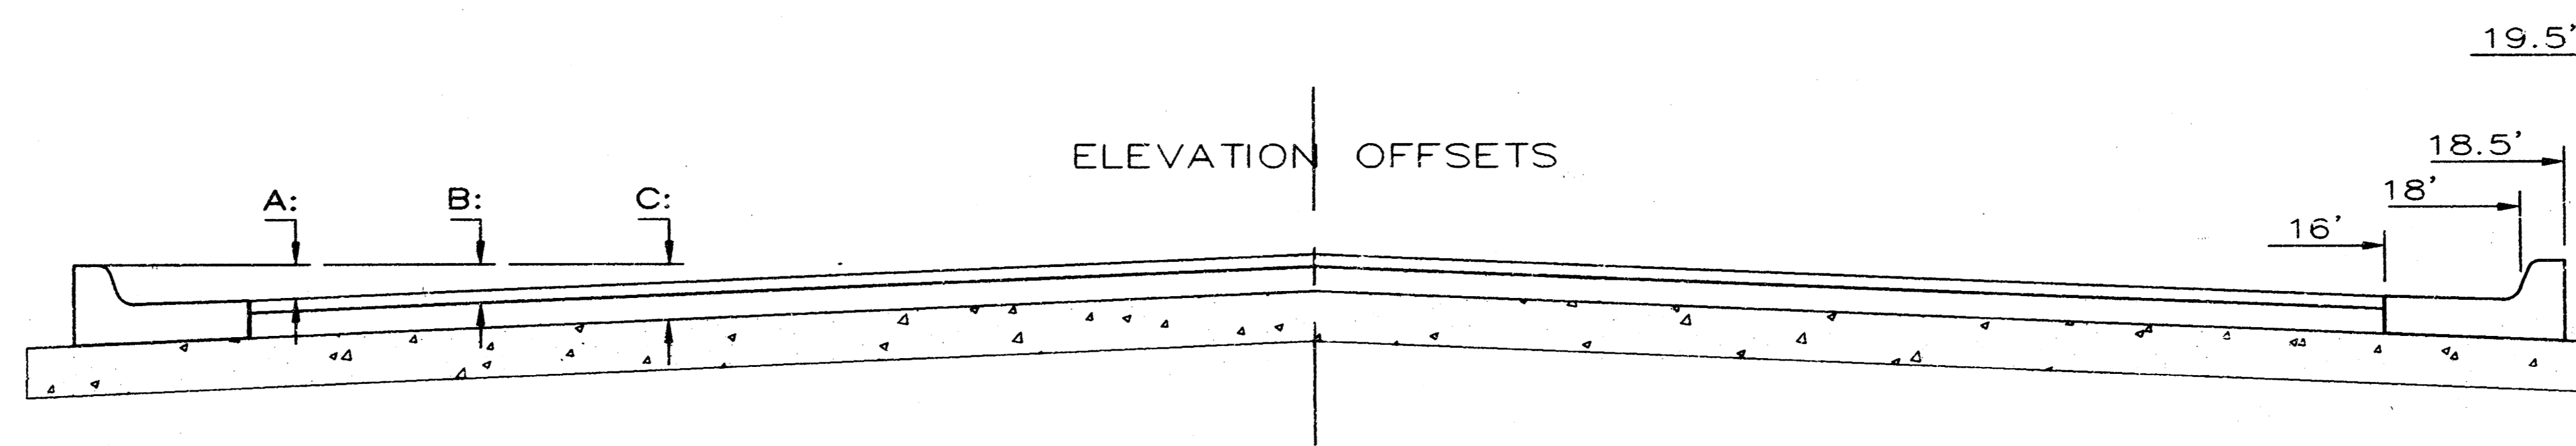 19.5'
18.5'
ELEVATION OFFSETS
18'
A: B: C:
16'